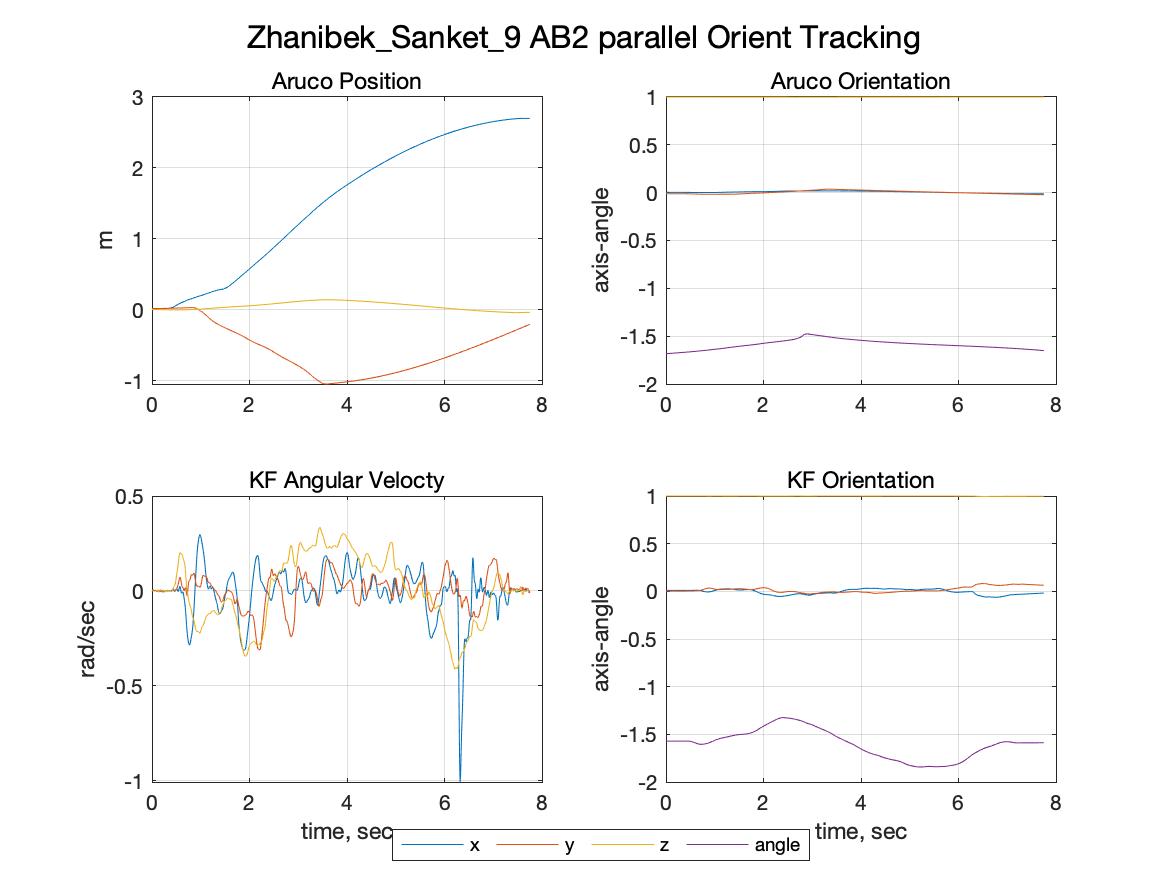 Zhanibek_Sanket_9 AB2 parallel Orient Tracking
Aruco Position
3
2
1
0
-1
m
0 2 4 6 8
Aruco Orientation
1
0.5
0
-0.5
-1
-1.5
-2
axis-angle
0 2 4 6 8
KF Angular Velocty
0.5
0
-0.5
-1
rad/sec
0 2 4 6 8
time, sec
KF Orientation
1
0.5
0
-0.5
-1
-1.5
-2
axis-angle
0 2 4 6 8
time, sec
x y z angle